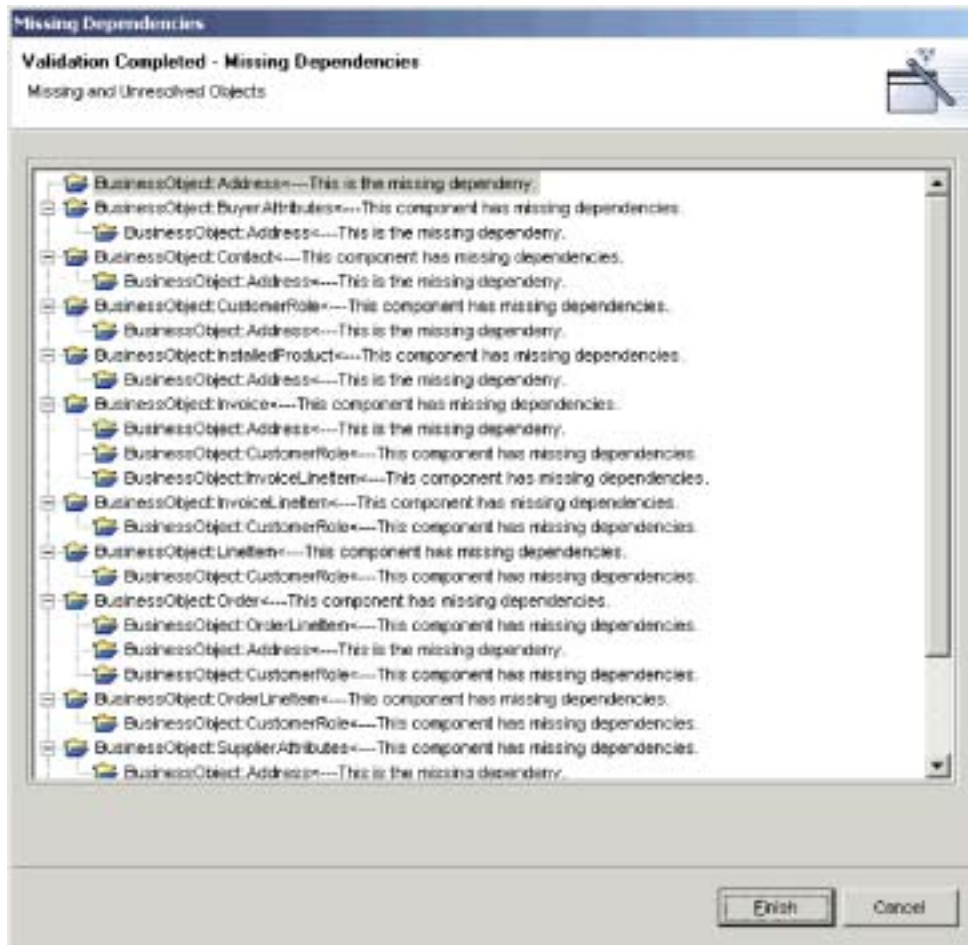 Missing Dependencies
Validation Completed - Missing Dependencies
Missing and Unresolved Objects
BusinessObject:Address<---This is the missing dependeny.
BusinessObject:BuyerAttributes<---This component has missing dependencies.
BusinessObject:Address<---This is the missing dependeny.
BusinessObject:Contact<---This component has missing dependencies.
BusinessObject:Address<---This is the missing dependeny.
BusinessObject:CustomerRole<---This component has missing dependencies.
BusinessObject:Address<---This is the missing dependeny.
BusinessObject:InstalledProduct<---This component has missing dependencies.
BusinessObject:Address<---This is the missing dependeny.
BusinessObject:Invoice<---This component has missing dependencies.
BusinessObject:Address<---This is the missing dependeny.
BusinessObject:CustomerRole<---This component has missing dependencies.
BusinessObject:InvoiceLineItem<---This component has missing dependencies.
BusinessObject:InvoiceLineItem<---This component has missing dependencies.
BusinessObject:CustomerRole<---This component has missing dependencies.
BusinessObject:LineItem<---This component has missing dependencies.
BusinessObject:CustomerRole<---This component has missing dependencies.
BusinessObject:Order<---This component has missing dependencies.
BusinessObject:OrderLineItem<---This component has missing dependencies.
BusinessObject:Address<---This is the missing dependeny.
BusinessObject:CustomerRole<---This component has missing dependencies.
BusinessObject:OrderLineItem<---This component has missing dependencies.
BusinessObject:CustomerRole<---This component has missing dependencies.
BusinessObject:SupplierAttributes<---This component has missing dependencies.
BusinessObject:Address<---This is the missing dependeny.
Finish
Cancel